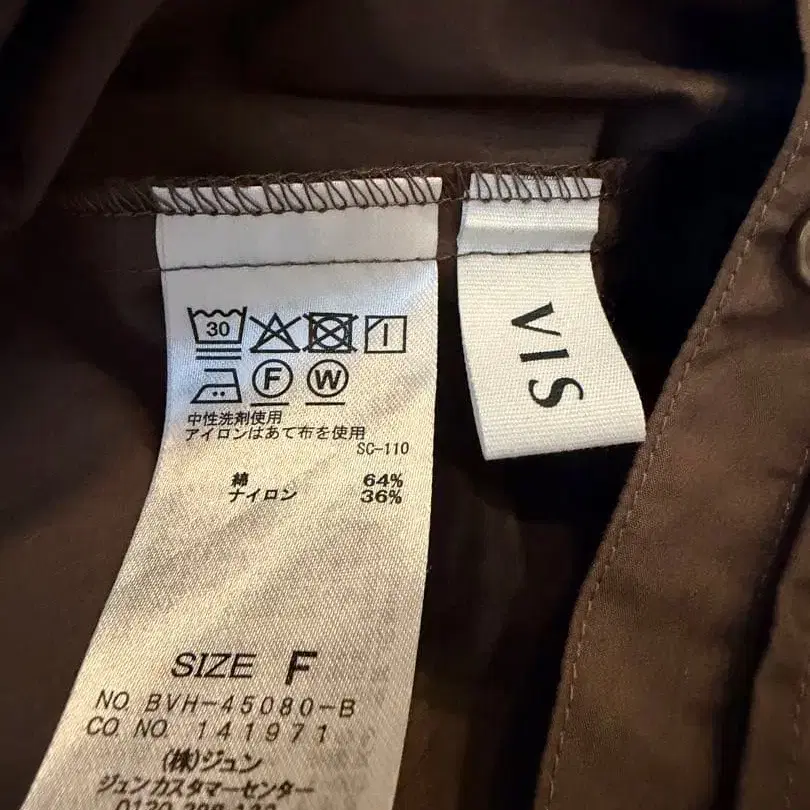 30
F W
中性洗剤使用
アイロンはあて布を使用
SC-110
綿 64%
ナイロン 36%
SIZE F
NO. BVH-45080-B
CO NO. 141971
(株)ジュン
ジュンカスタマーセンター
VIS